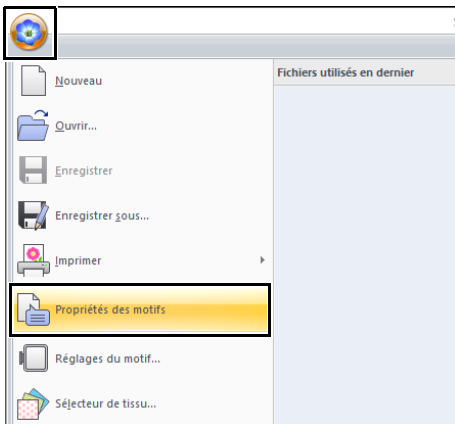 Nouveau
Fichiers utilisés en dernier
Ouvrir...
Enregistrer
Enregistrer sous...
Imprimer
Propriétés des motifs
Réglages du motif...
Sélecteur de tissu...